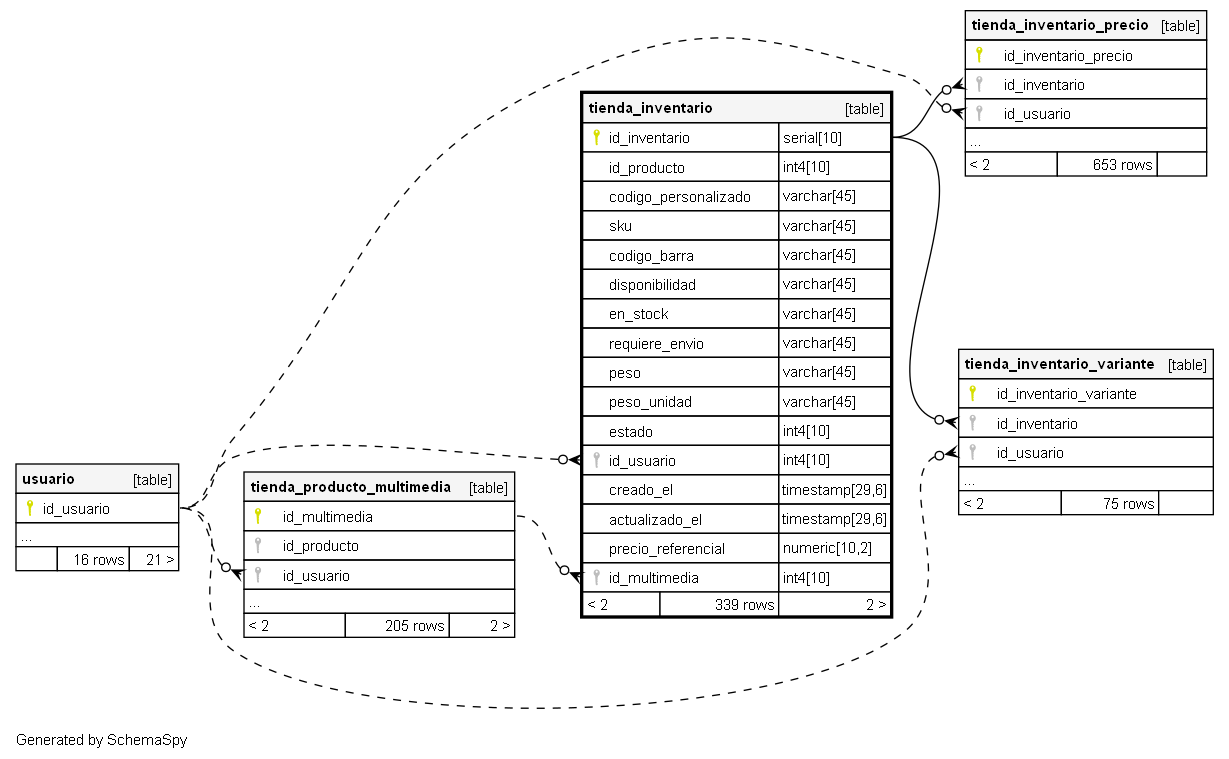 usuario [table]
id_usuario
...
16 rows 21 >
tienda_producto_multimedia [table]
id_multimedia
id_producto
id_usuario
...
< 2 205 rows 2 >
tienda_inventario [table]
id_inventario serial[10]
id_producto int4[10]
codigo_personalizado varchar[45]
sku varchar[45]
codigo_barra varchar[45]
disponibilidad varchar[45]
en_stock varchar[45]
requiere_envio varchar[45]
peso varchar[45]
peso_unidad varchar[45]
estado int4[10]
id_usuario int4[10]
creado_el timestamp[29,6]
actualizado_el timestamp[29,6]
precio_referencial numeric[10,2]
id_multimedia int4[10]
< 2 339 rows 2 >
tienda_inventario_precio [table]
id_inventario_precio
id_inventario
id_usuario
...
< 2 653 rows
tienda_inventario_variante [table]
id_inventario_variante
id_inventario
id_usuario
...
< 2 75 rows
Generated by SchemaSpy